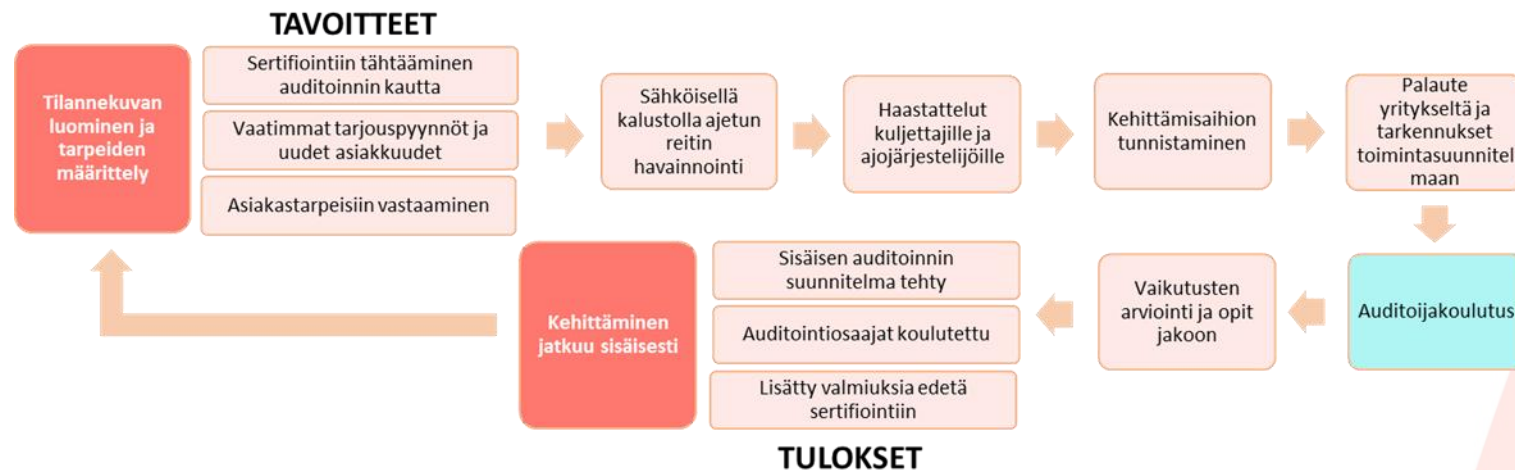 TAVOITTEET
Tilannekuvan
luominen ja
tarpeiden
määrittely
Sertifiointiin tähtääminen
auditoinnin kautta
Vaatimmat tarjouspyynnöt ja
uudet asiakkuudet
Asiakastarpeisiin vastaaminen
Sähköisellä
kalustolla ajetun
reitin
havainnointi
Haastattelut
kuljettajille ja
ajojärjestelijöille
Kehittämisaihion
tunnistaminen
Palaute
yritykseltä ja
tarkennukset
toimintasuunnitel
maan
Auditoijakoulutus
Vaikutusten
arviointi ja opit
jakoon
Kehittäminen
jatkuu sisäisesti
Sisäisen auditoinnin
suunnitelma tehty
Auditointiosaajat koulutettu
Lisätty valmiuksia edetä
sertifiointiin
TULOKSET